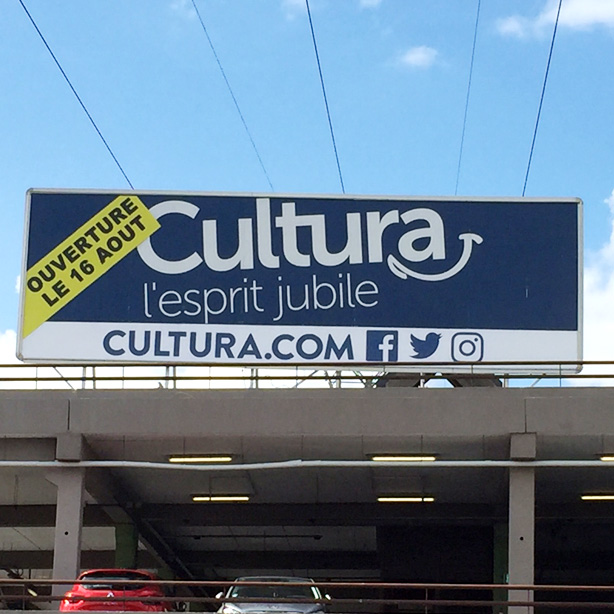 OUVERTURE
LE 16 AOUT
Cultura
l'esprit jubile
CULTURA.COM